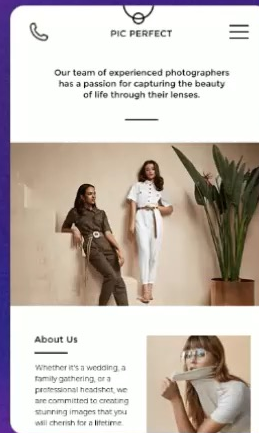 PIC PERFECT
Our team of experienced photographers
has a passion for capturing the beauty
of life through their lenses.
About Us
Whether it's a wedding, a
family gathering, or a
professional headshot, we
are committed to creating
stunning images that you
will cherish for a lifetime.